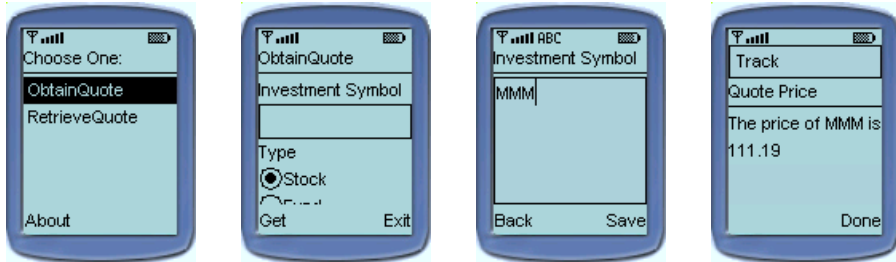 Choose One:
ObtainQuote
RetrieveQuote
About
ObtainQuote
Investment Symbol
Type
Stock
Get Exit
ABC
Investment Symbol
MMM
Back Save
Track
Quote Price
The price of MMM is
111.19
Done